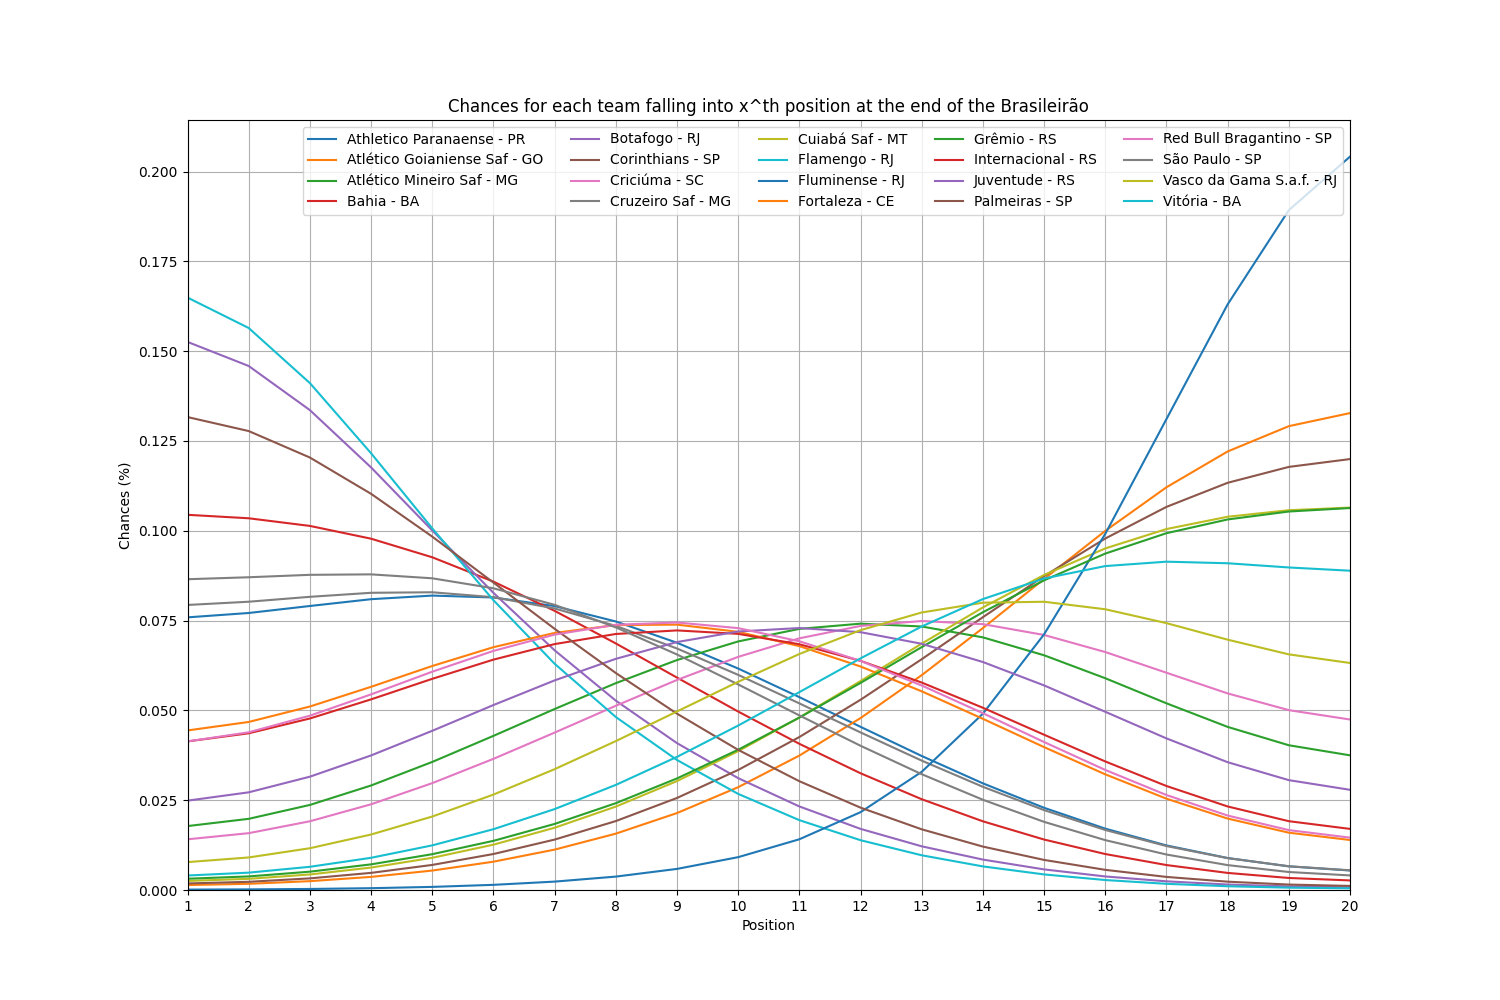 Chances for each team falling into x^th position at the end of the Brasileirão
Athletico Paranaense - PR
Atlético Goianiense Saf - GO
Atlético Mineiro Saf - MG
Bahia - BA
Botafogo - RJ
Corinthians - SP
Criciúma - SC
Cruzeiro Saf - MG
Cuiabá Saf - MT
Flamengo - RJ
Fluminense - RJ
Fortaleza - CE
Grêmio - RS
Internacional - RS
Juventude - RS
Palmeiras - SP
Red Bull Bragantino - SP
São Paulo - SP
Vasco da Gama S.a.f. - RJ
Vitória - BA
Chances (%)
0.200
0.175
0.150
0.125
0.100
0.075
0.050
0.025
0.000
1 2 3 4 5 6 7 8 9 10 11 12 13 14 15 16 17 18 19 20
Position